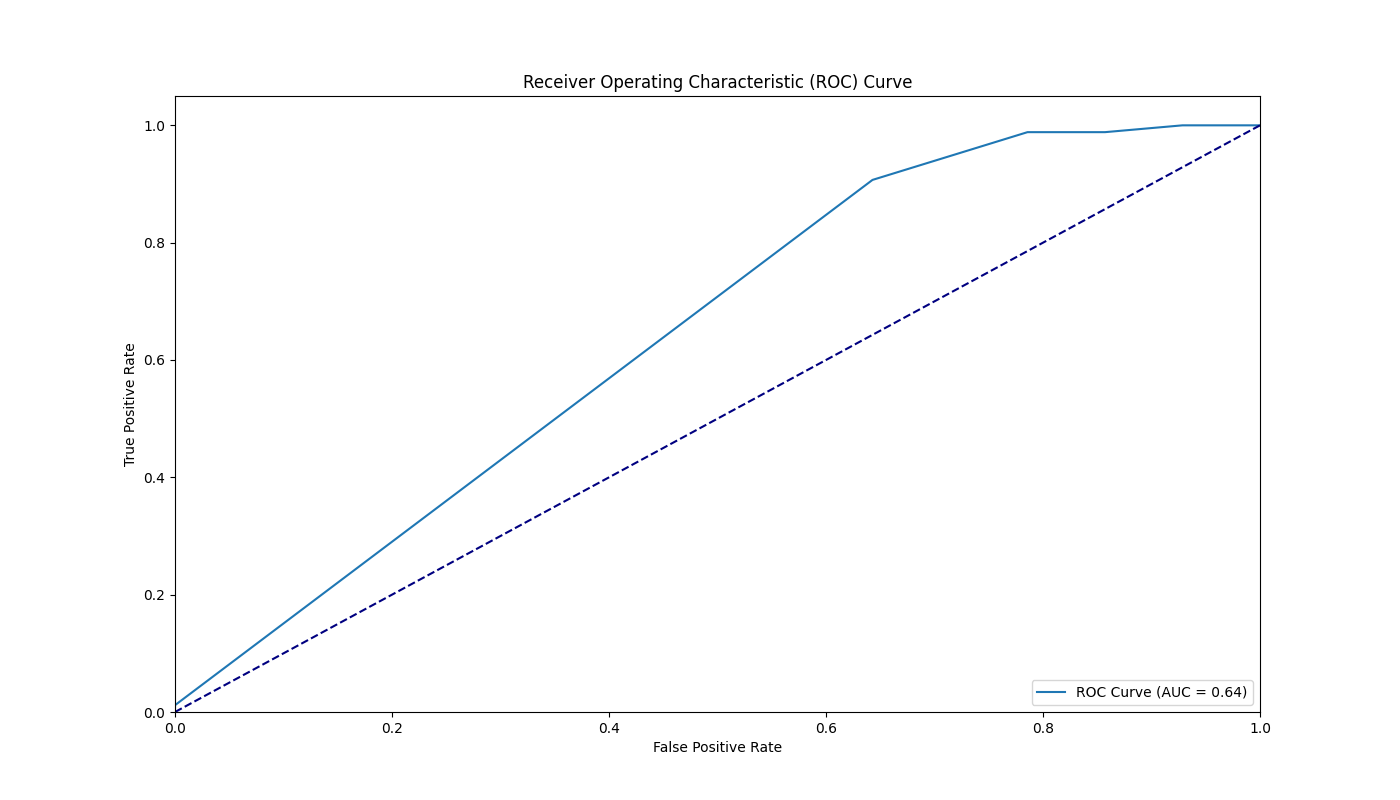 Receiver Operating Characteristic (ROC) Curve
1.0
0.8
0.6
0.4
0.2
0.0
True Positive Rate
ROC Curve (AUC = 0.64)
0.0 0.2 0.4 0.6 0.8 1.0
False Positive Rate